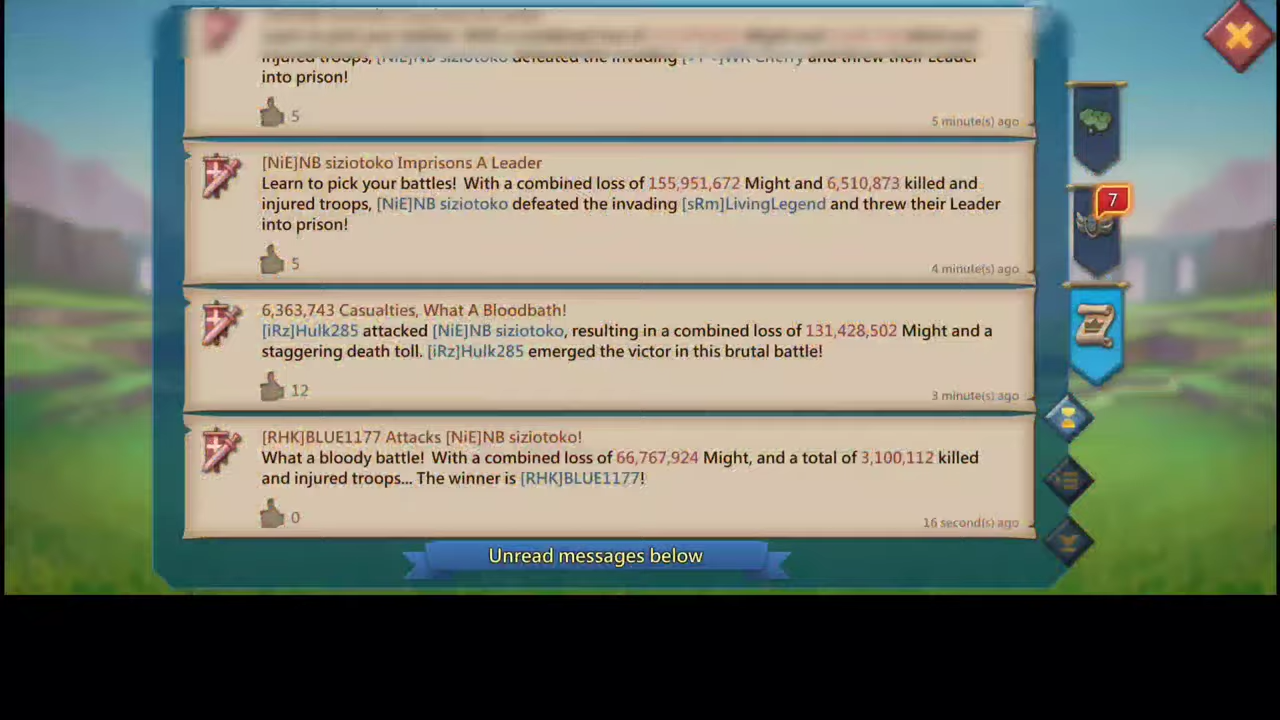 injured troops, [NiE]NB siziotoko defeated the invading Cherry and threw their Leader
into prison!
5
5 minute(s) ago
[NiE]NB siziotoko Imprisons A Leader
Learn to pick your battles! With a combined loss of 155,951,672 Might and 6,510,873 killed and
injured troops, [NiE]NB siziotoko defeated the invading [sRm]LivingLegend and threw their Leader
into prison!
5
4 minute(s) ago
7
6,363,743 Casualties, What A Bloodbath!
[iRz]Hulk285 attacked [NiE]NB siziotoko, resulting in a combined loss of 131,428,502 Might and a
staggering death toll. [iRz]Hulk285 emerged the victor in this brutal battle!
12
3 minute(s) ago
[RHK]BLUE1177 Attacks [NiE]NB siziotoko!
What a bloody battle! With a combined loss of 66,767,924 Might, and a total of 3,100,112 killed
and injured troops... The winner is [RHK]BLUE1177!
0
16 second(s) ago
Unread messages below